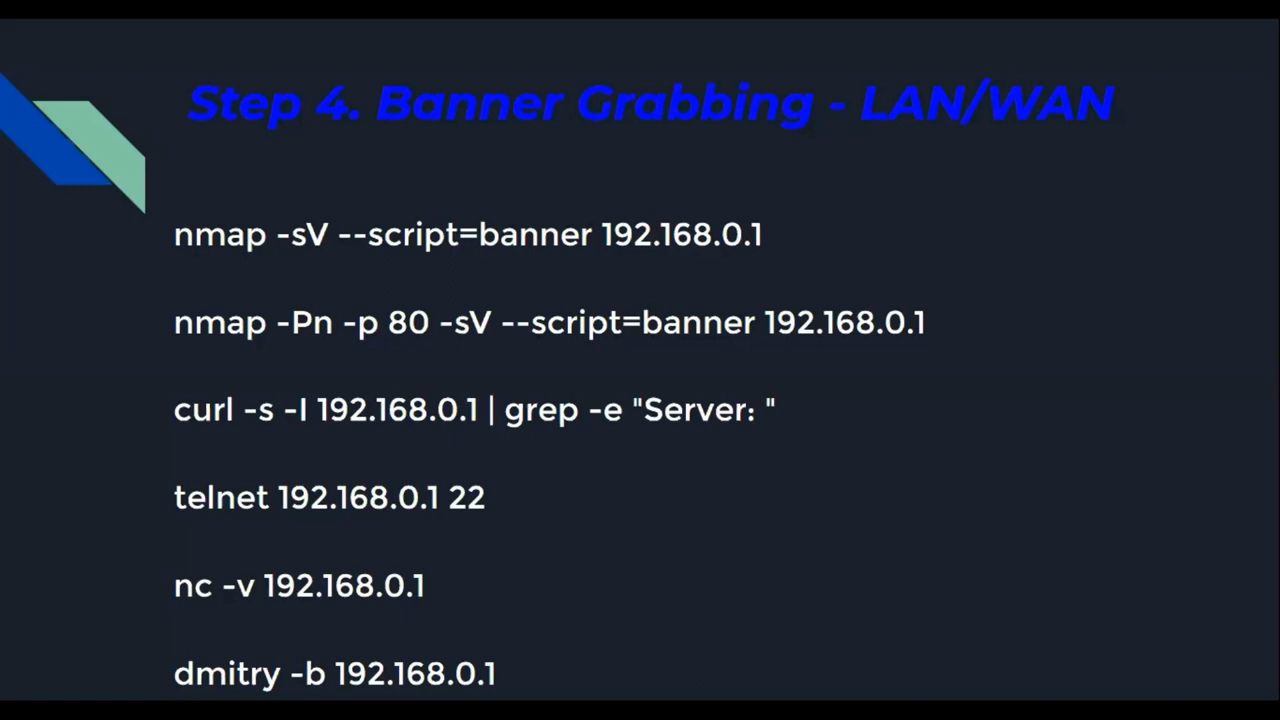 Step 4. Banner Grabbing - LAN/WAN
nmap -sV --script=banner 192.168.0.1
nmap -Pn -p 80 -sV --script=banner 192.168.0.1
curl -s -I 192.168.0.1 | grep -e "Server: "
telnet 192.168.0.1 22
nc -v 192.168.0.1
dmitry -b 192.168.0.1